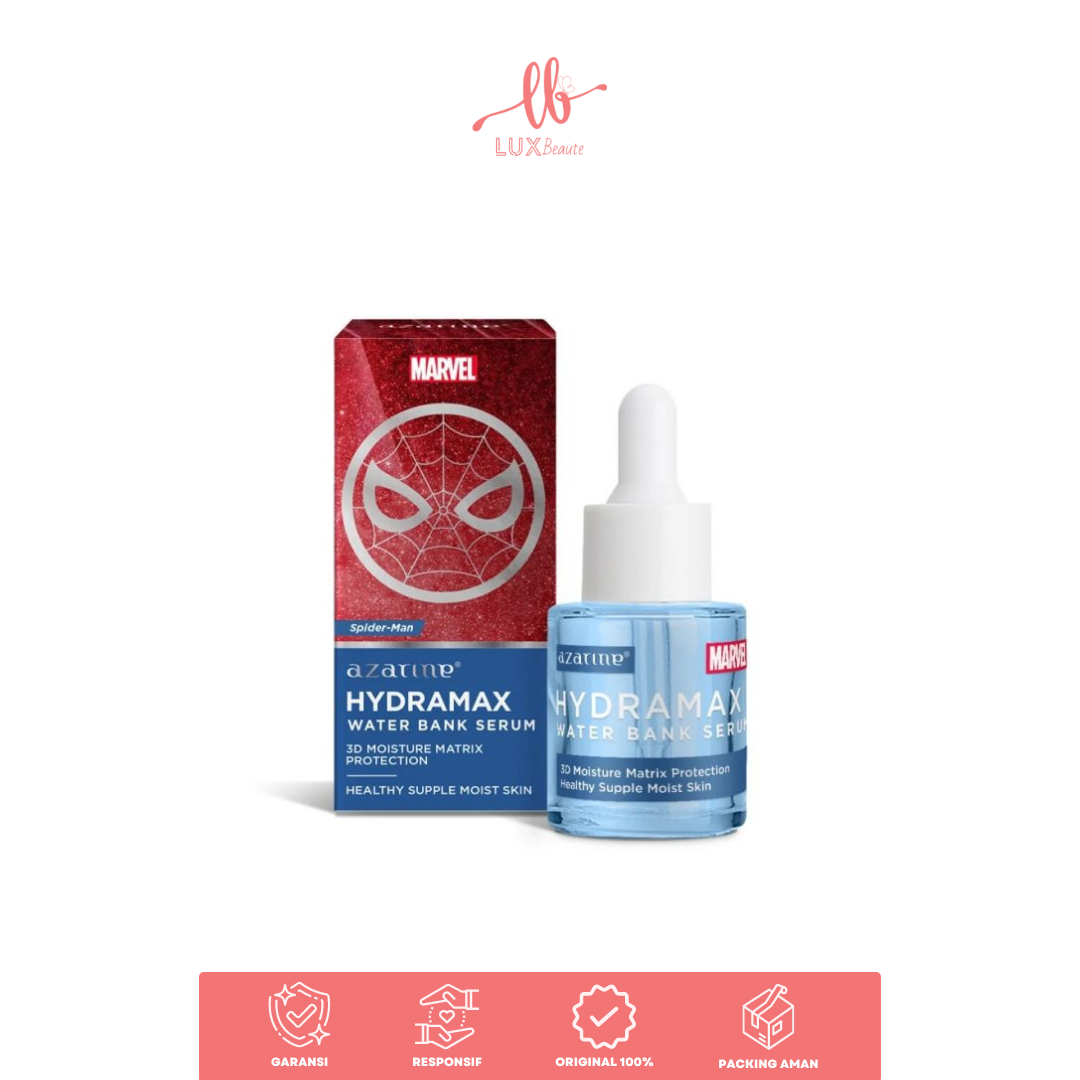 lb
LUX Beaute
azarine
MARVEL
Spider-Man
azarine®
HYDRAMAX
WATER BANK SERUM
3D MOISTURE MATRIX
PROTECTION
HEALTHY SUPPLE MOIST SKIN
azarine®
MARVEL
HYDRAMAX
WATER BANK SERUM
3D Moisture Matrix Protection
Healthy Supple Moist Skin
GARANSI
RESPONSIF
ORIGINAL 100%
PACKING AMAN